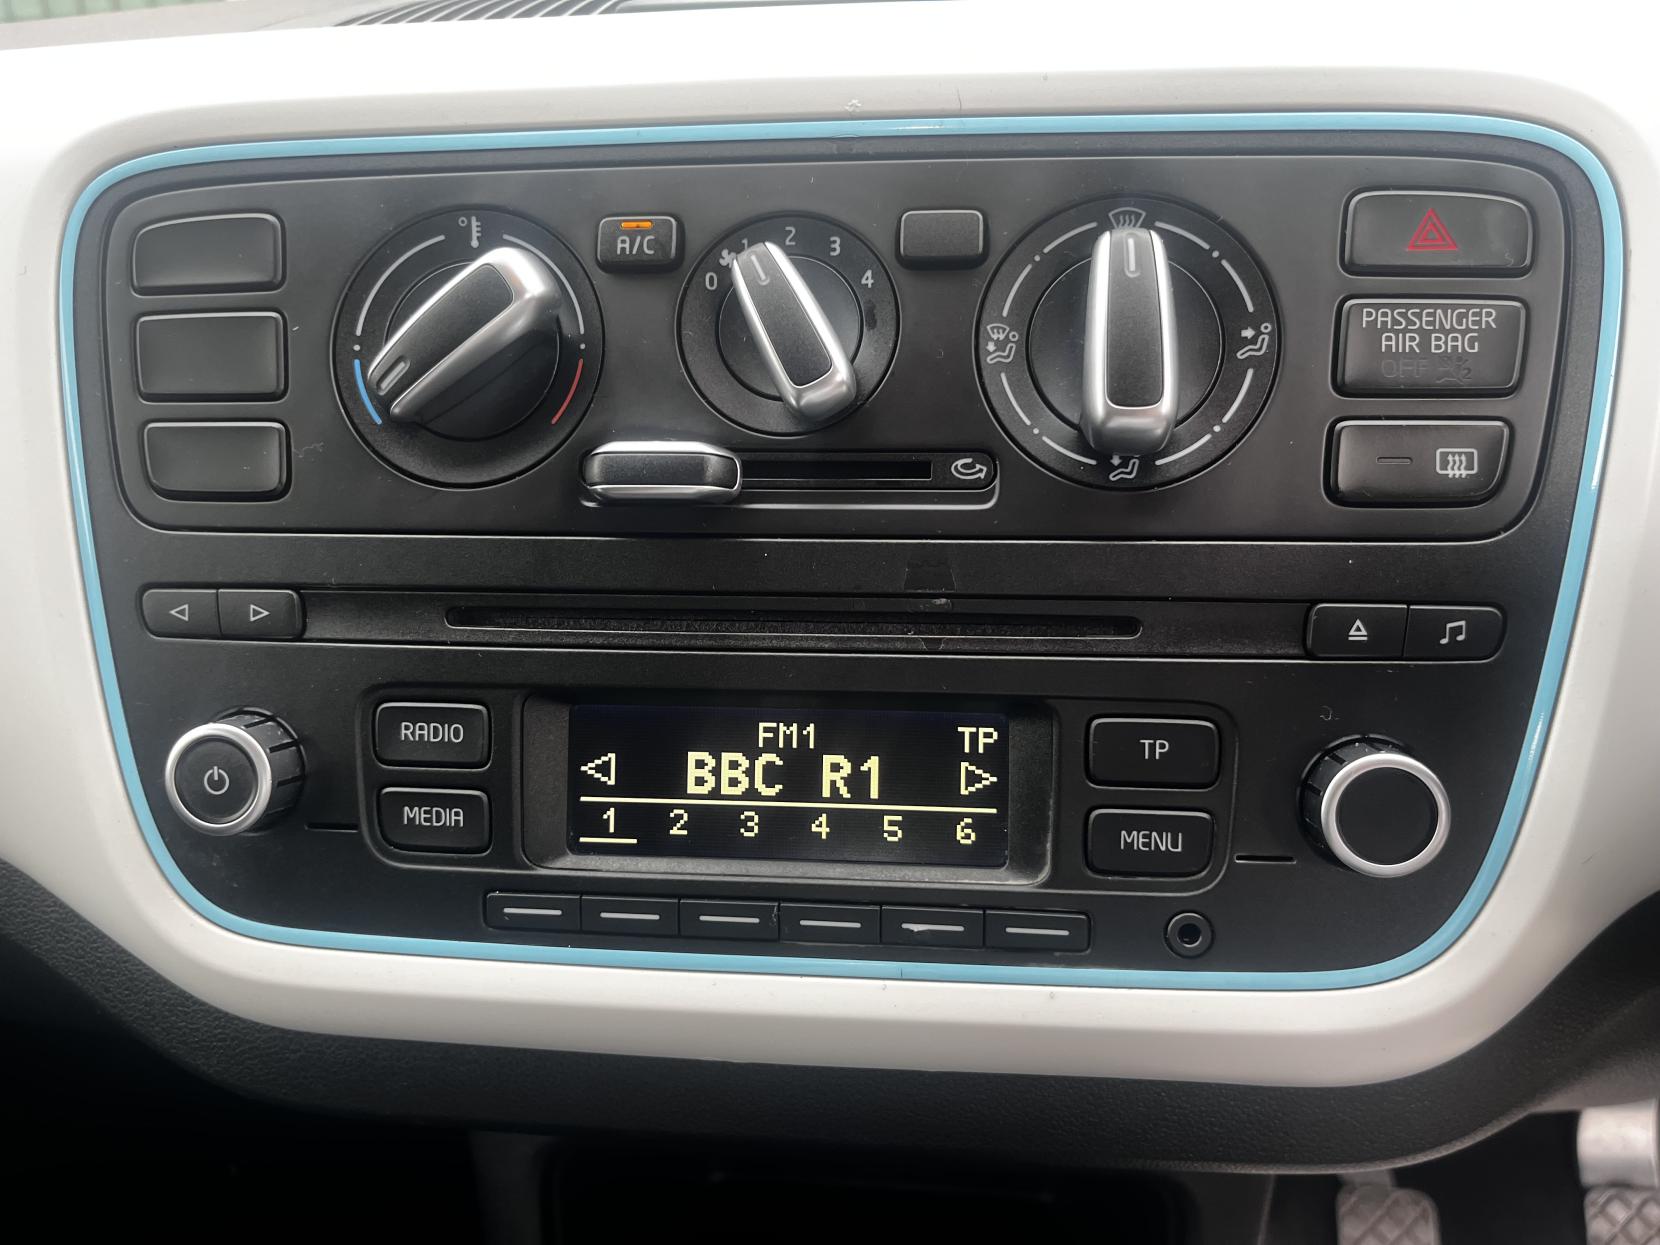 A/C
0 1 2 3 4
PASSENGER
AIR BAG
OFF
RADIO
MEDIA
FM1
TP
BBC R1
1 2 3 4 5 6
TP
MENU